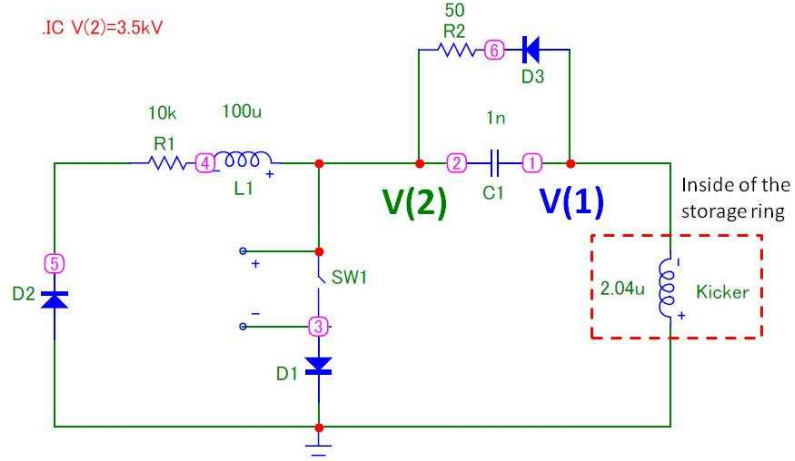 .IC V(2)=3.5kV
50
R2
6
D3
10k
100u
1n
R1
4
-
+
L1
2
1
C1
V(2)
V(1)
Inside of the
storage ring
5
D2
+
SW1
-
3
-
D1
2.04u
-
Kicker
+